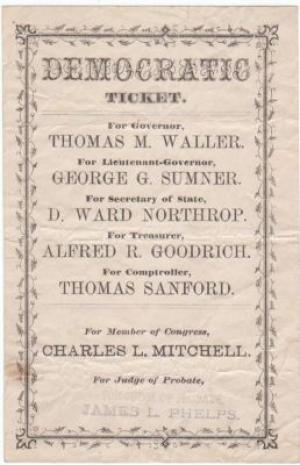 DEMOCRATIC
TICKET.
For Governor,
THOMAS M. WALLER.
For Lieutenant-Governor,
GEORGE G. SUMNER.
For Secretary of State,
D. WARD NORTHROP.
For Treasurer,
ALFRED R. GOODRICH.
For Comptroller,
THOMAS SANFORD.
For Member of Congress,
CHARLES L. MITCHELL.
For Judge of Probate,
JAMES L. PHELPS.